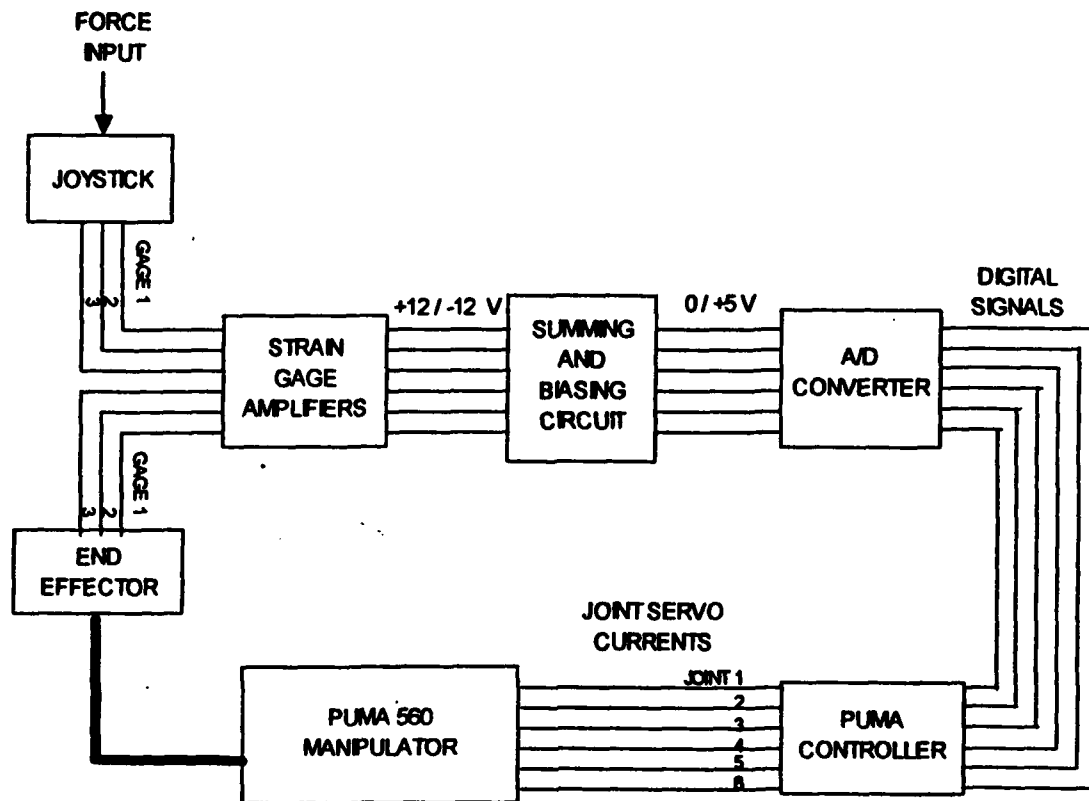 FORCE
INPUT
JOYSTICK
GAGE 1
2
3
+12 / -12 V
0 / +5 V
DIGITAL
SIGNALS
STRAIN
GAGE
AMPLIFIERS
SUMMING
AND
BIASING
CIRCUIT
A/D
CONVERTER
GAGE 1
2
3
END
EFFECTOR
JOINT SERVO
CURRENTS
JOINT 1
2
3
4
5
6
PUMA 560
MANIPULATOR
PUMA
CONTROLLER